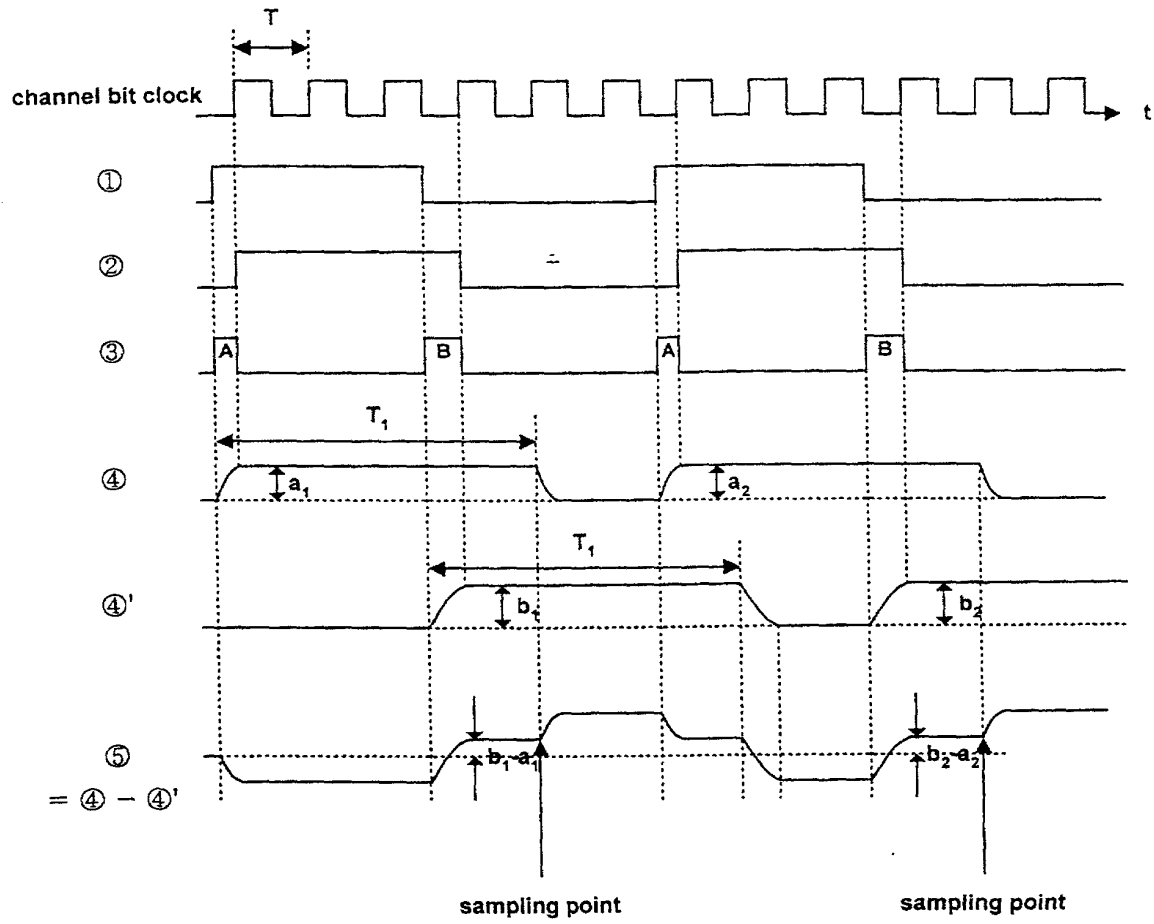 T
channel bit clock
t
①
②
③
A
B
A
B
T₁
④
a₁
a₂
T₁
④'
b₁
b₂
⑤
b₁-a₁
b₂-a₂
= ④ − ④'
sampling point
sampling point